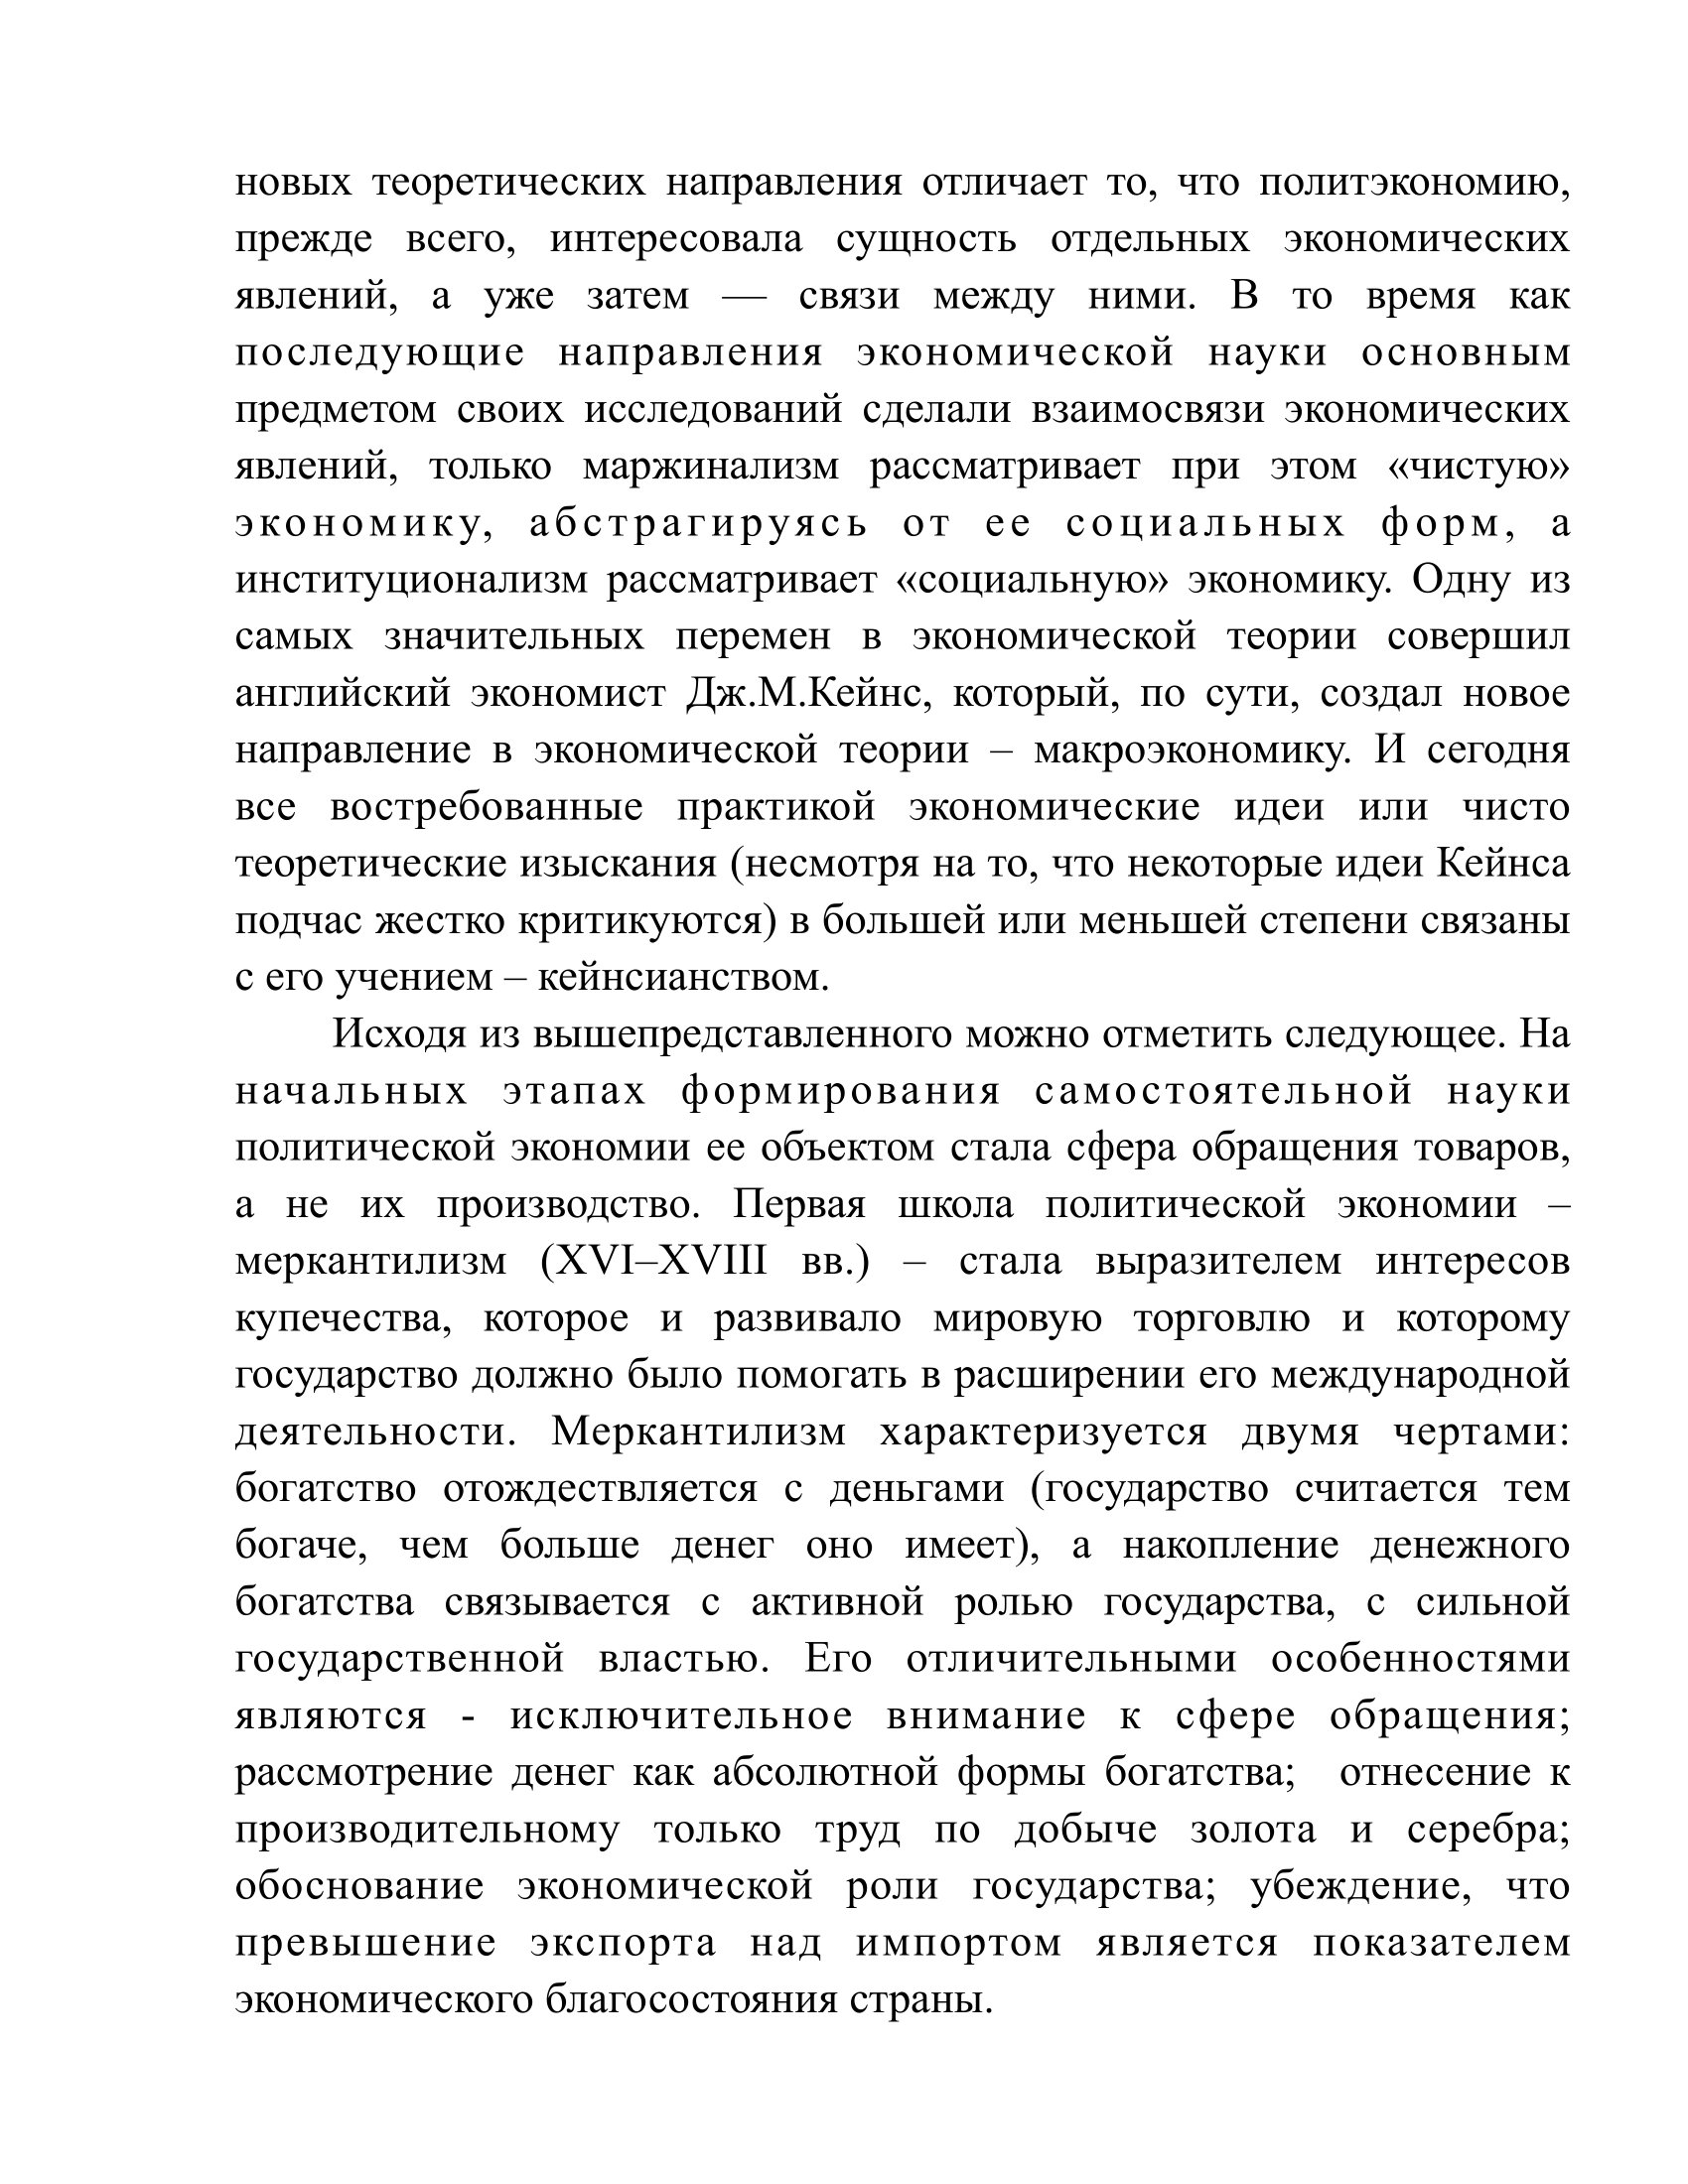 новых теоретических направления отличает то, что политэкономию,
прежде всего, интересовала сущность отдельных экономических
явлений, а уже затем — связи между ними. В то время как
последующие направления экономической науки основным
предметом своих исследований сделали взаимосвязи экономических
явлений, только маржинализм рассматривает при этом «чистую»
экономику, абстрагируясь от ее социальных форм, а
институционализм рассматривает «социальную» экономику. Одну из
самых значительных перемен в экономической теории совершил
английский экономист Дж.М.Кейнс, который, по сути, создал новое
направление в экономической теории – макроэкономику. И сегодня
все востребованные практикой экономические идеи или чисто
теоретические изыскания (несмотря на то, что некоторые идеи Кейнса
подчас жестко критикуются) в большей или меньшей степени связаны
с его учением – кейнсианством.
Исходя из вышепредставленного можно отметить следующее. На
начальных этапах формирования самостоятельной науки
политической экономии ее объектом стала сфера обращения товаров,
а не их производство. Первая школа политической экономии –
меркантилизм (XVI–XVIII вв.) – стала выразителем интересов
купечества, которое и развивало мировую торговлю и которому
государство должно было помогать в расширении его международной
деятельности. Меркантилизм характеризуется двумя чертами:
богатство отождествляется с деньгами (государство считается тем
богаче, чем больше денег оно имеет), а накопление денежного
богатства связывается с активной ролью государства, с сильной
государственной властью. Его отличительными особенностями
являются - исключительное внимание к сфере обращения;
рассмотрение денег как абсолютной формы богатства;  отнесение к
производительному только труд по добыче золота и серебра;
обоснование экономической роли государства; убеждение, что
превышение экспорта над импортом является показателем
экономического благосостояния страны.